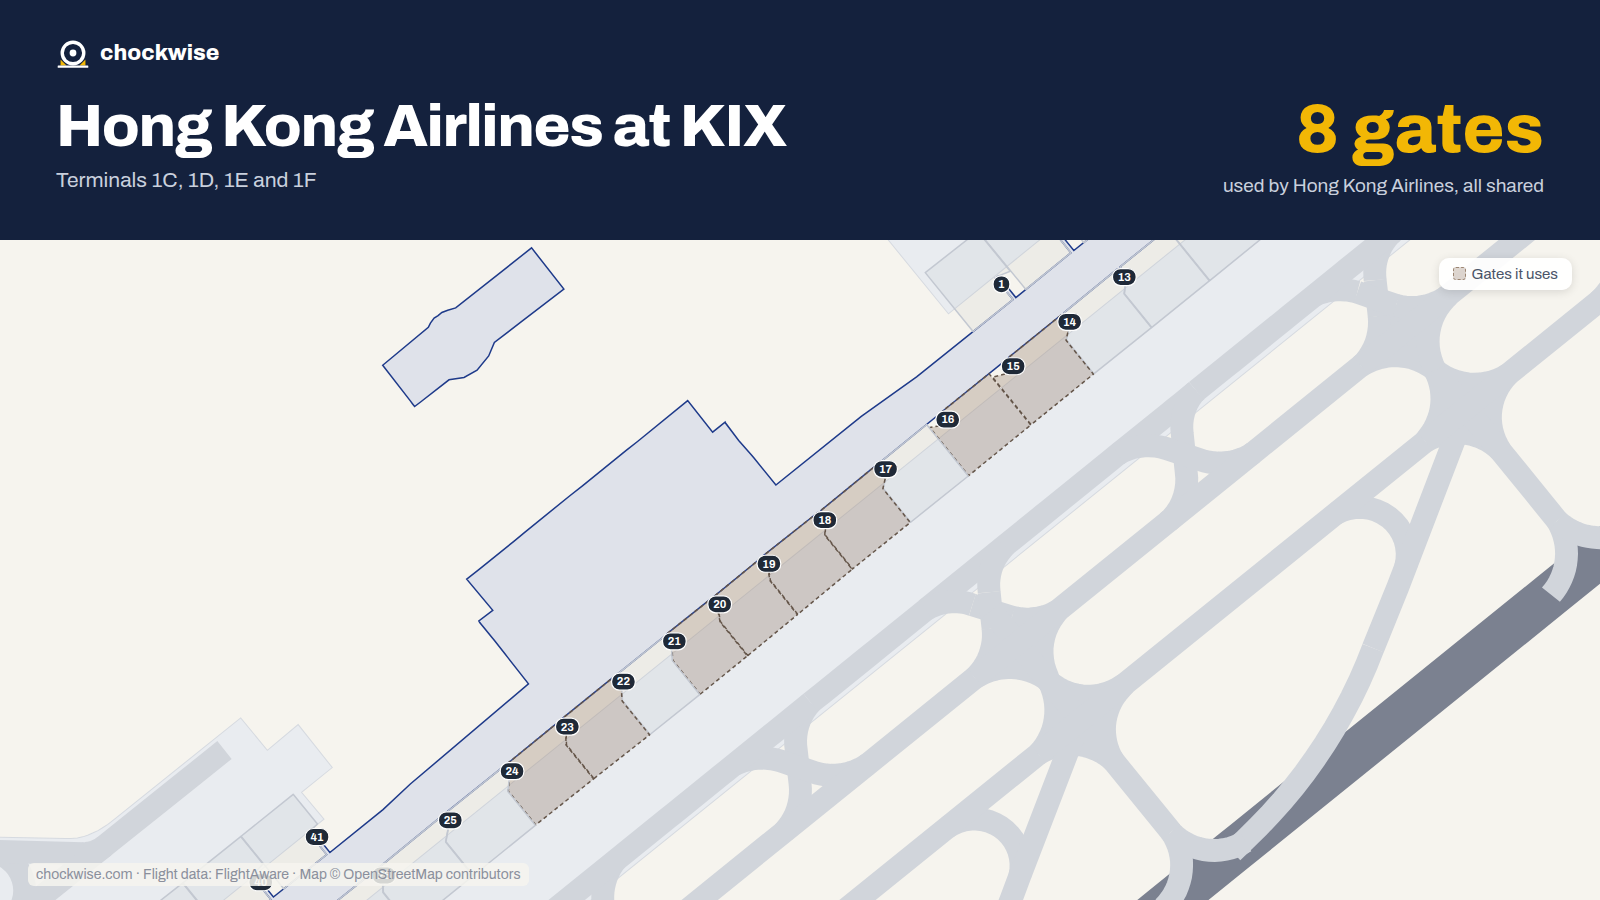 chockwise
Hong Kong Airlines at KIX
Terminals 1C, 1D, 1E and 1F
8 gates
used by Hong Kong Airlines, all shared
Gates it uses
1
13
14
15
16
17
18
19
20
21
22
23
24
25
41
chockwise.com · Flight data: FlightAware · Map © OpenStreetMap contributors